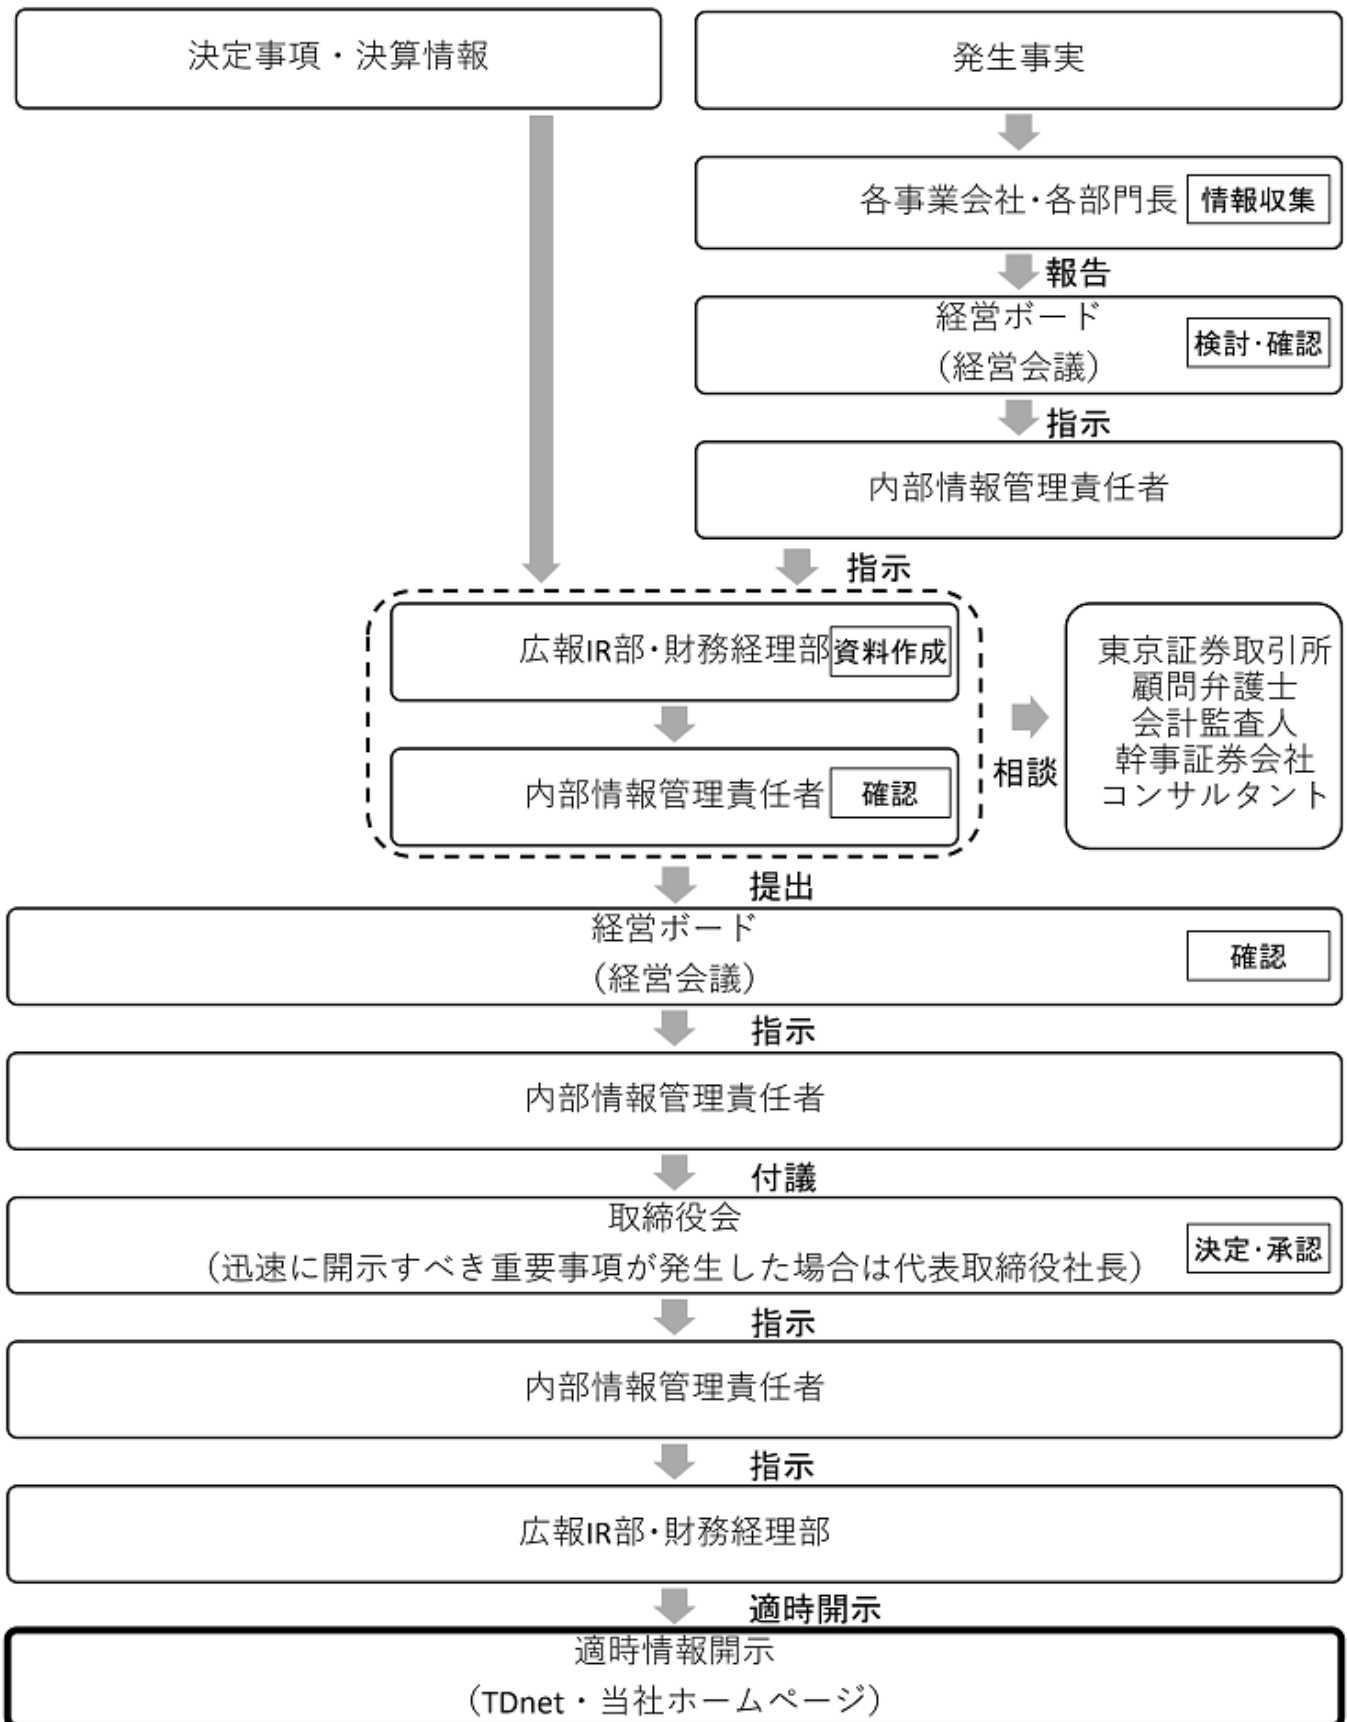 決定事項・決算情報
発生事実
各事業会社・各部門長
情報収集
報告
経営ボード
(経営会議)
検討・確認
指示
内部情報管理責任者
指示
広報IR部・財務経理部
資料作成
内部情報管理責任者
確認
相談
東京証券取引所
顧問弁護士
会計監査人
幹事証券会社
コンサルタント
提出
経営ボード
(経営会議)
確認
指示
内部情報管理責任者
付議
取締役会
(迅速に開示すべき重要事項が発生した場合は代表取締役社長)
決定・承認
指示
内部情報管理責任者
指示
広報IR部・財務経理部
適時開示
適時情報開示
(TDnet・当社ホームページ)